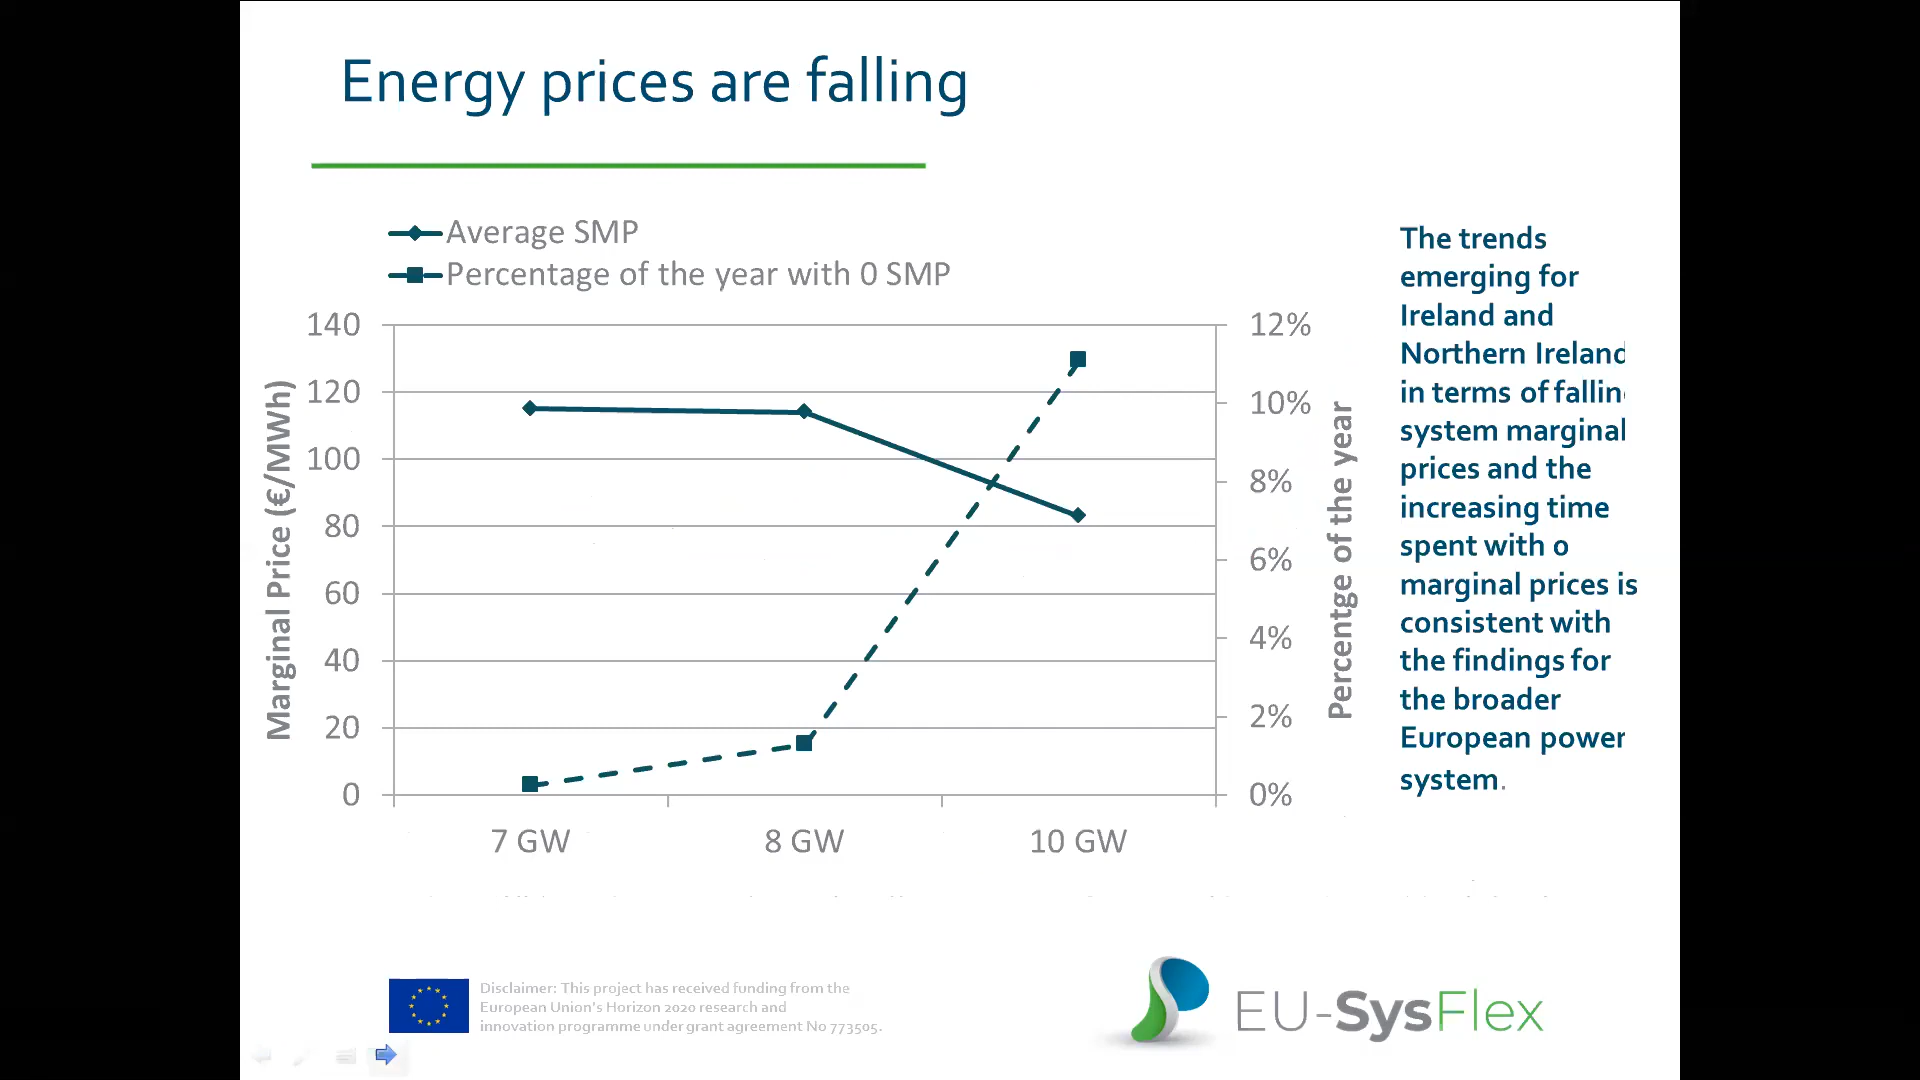 Energy prices are falling
Average SMP
Percentage of the year with 0 SMP
140
120
100
80
60
40
20
0
Marginal Price (€/MWh)
12%
10%
8%
6%
4%
2%
0%
Percentge of the year
7 GW
8 GW
10 GW
The trends
emerging for
Ireland and
Northern Ireland
in terms of fallin
system marginal
prices and the
increasing time
spent with 0
marginal prices is
consistent with
the findings for
the broader
European power
system.
Disclaimer: This project has received funding from the
European Union's Horizon 2020 research and
innovation programme under grant agreement No 773505.
EU-SysFlex